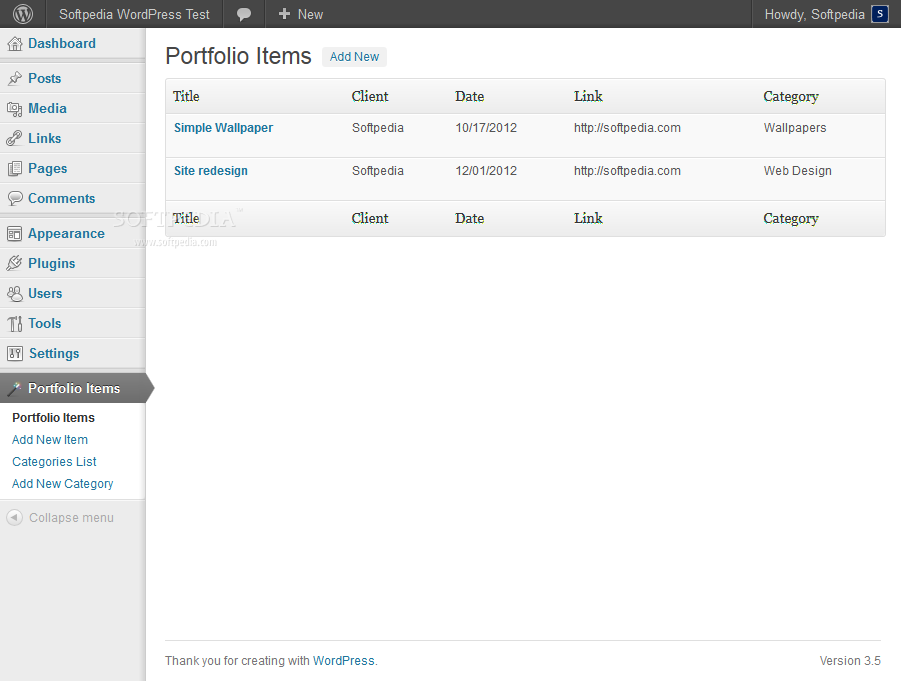 Softpedia WordPress Test New Howdy, Softpedia S
Dashboard
Posts
Media
Links
Pages
Comments
Appearance
Plugins
Users
Tools
Settings
Portfolio Items
Portfolio Items
Add New Item
Categories List
Add New Category
Collapse menu
Portfolio Items Add New
Title Client Date Link Category
Simple Wallpaper Softpedia 10/17/2012 http://softpedia.com Wallpapers
Site redesign Softpedia 12/01/2012 http://softpedia.com Web Design
Title Client Date Link Category
SOFTPEDIA
www.softpedia.com
Thank you for creating with WordPress. Version 3.5